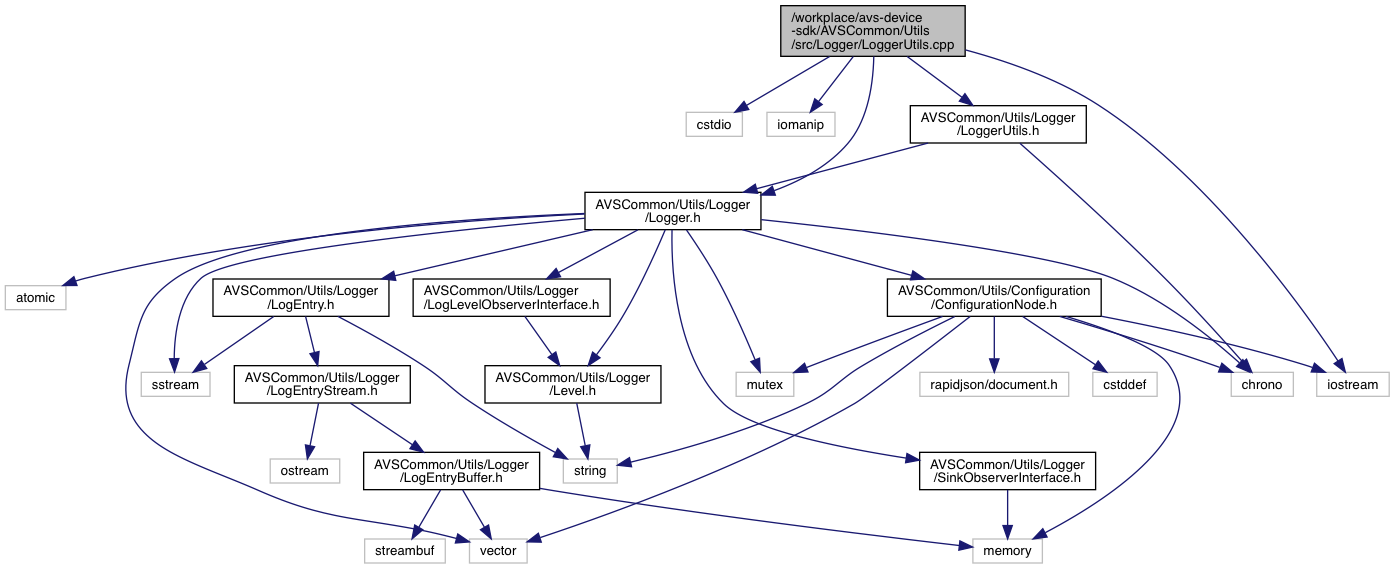 /workplace/avs-device
-sdk/AVSCommon/Utils
/src/Logger/LoggerUtils.cpp
cstdio
iomanip
AVSCommon/Utils/Logger
/LoggerUtils.h
AVSCommon/Utils/Logger
/Logger.h
atomic
AVSCommon/Utils/Logger
/LogEntry.h
AVSCommon/Utils/Logger
/LogLevelObserverInterface.h
AVSCommon/Utils/Configuration
/ConfigurationNode.h
sstream
AVSCommon/Utils/Logger
/LogEntryStream.h
AVSCommon/Utils/Logger
/Level.h
mutex
rapidjson/document.h
cstddef
chrono
iostream
ostream
AVSCommon/Utils/Logger
/LogEntryBuffer.h
string
AVSCommon/Utils/Logger
/SinkObserverInterface.h
streambuf
vector
memory